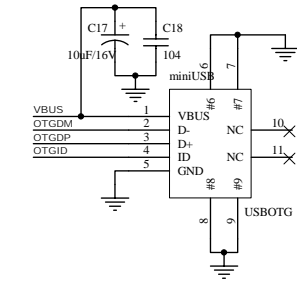 C17 + C18
10uF/16V 104
miniUSB 6 7
#6 #7
VBUS 1 VBUS
OTGDM 2 D- NC 10
OTGDP 3 D+
OTGID 4 ID NC 11
5 GND
#8 #9
USBOTG
8 9